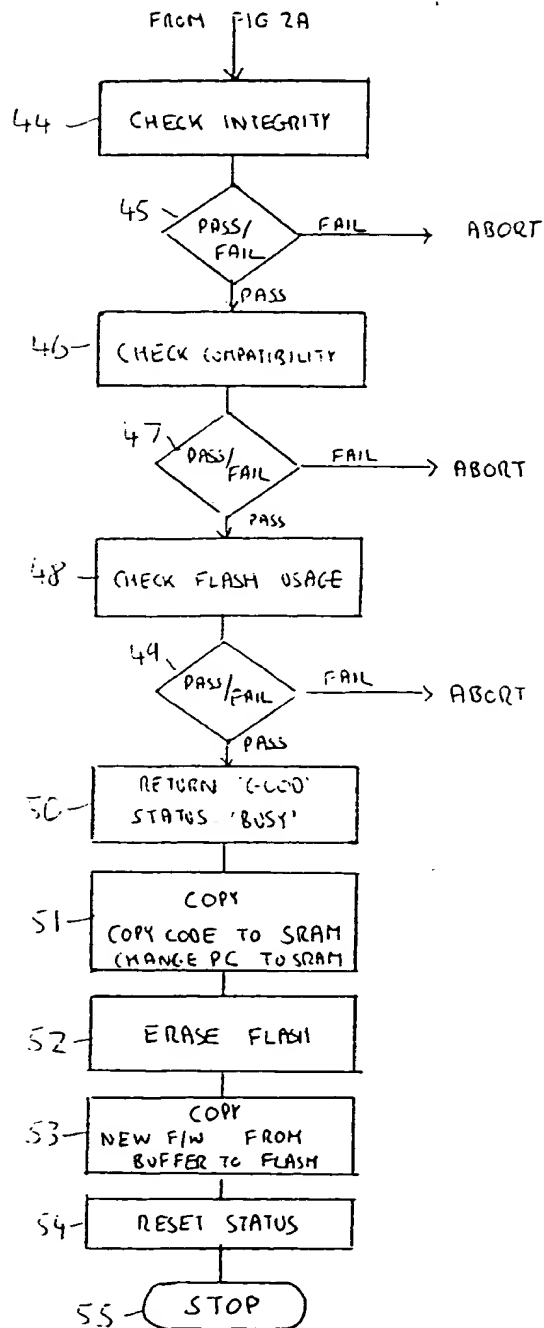 FROM FIG 2A
44
CHECK INTEGRITY
45
PASS/
FAIL
FAIL
ABORT
PASS
46
CHECK COMPATIBILITY
47
PASS/
FAIL
FAIL
ABORT
PASS
48
CHECK FLASH USAGE
49
PASS/
FAIL
FAIL
ABORT
PASS
50
RETURN 'GOOD'
STATUS 'BUSY'
51
COPY
COPY CODE TO SRAM
CHANGE PC TO SRAM
52
ERASE FLASH
53
COPY
NEW F/W FROM
BUFFER TO FLASH
54
RESET STATUS
55
STOP